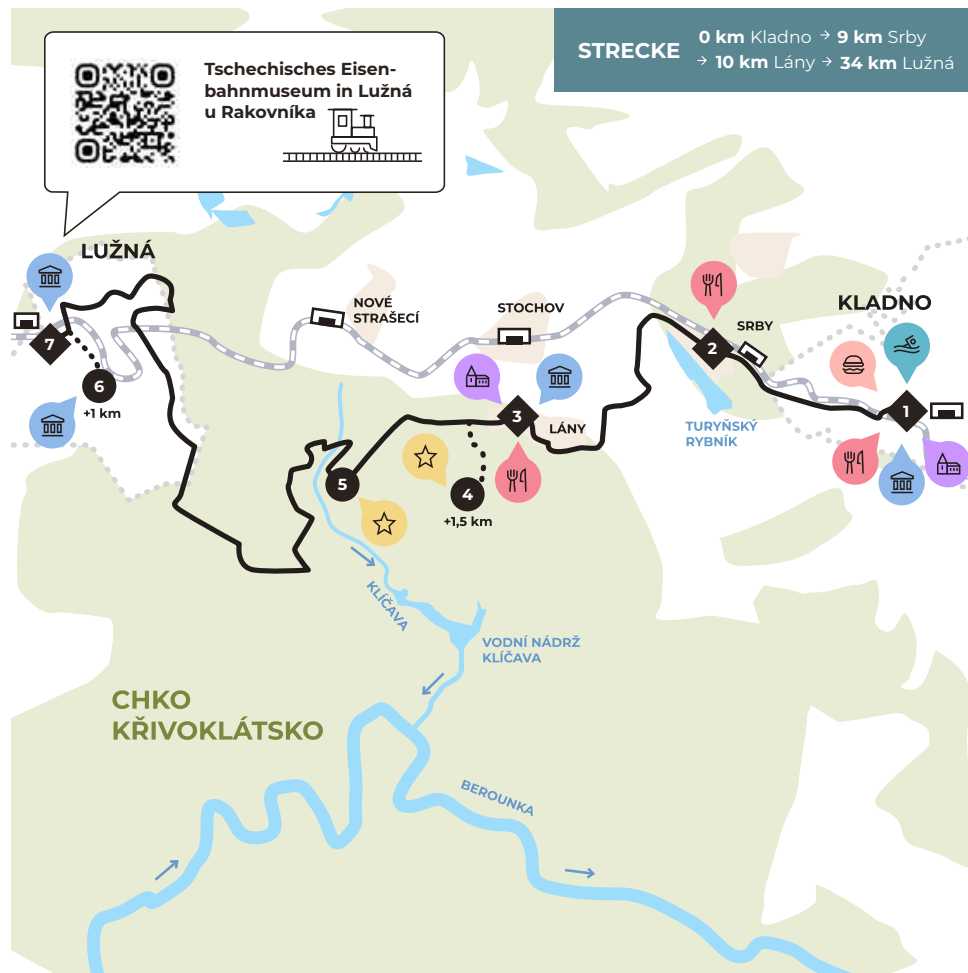 STRECKE
0 km Kladno → 9 km Srby
→ 10 km Lány → 34 km Lužná
Tschechisches Eisen-
bahnmuseum in Lužná
u Rakovníka
LUŽNÁ
NOVÉ
STRAŠECÍ
STOCHOV
SRBY
KLADNO
7
6
+1 km
5
4
+1,5 km
3
LÁNY
2
1
TURYŇSKÝ
RYBNÍK
KLÍČAVA
VODNÍ NÁDRŽ
KLÍČAVA
CHKO
KŘIVOKLÁTSKO
BEROUNKA